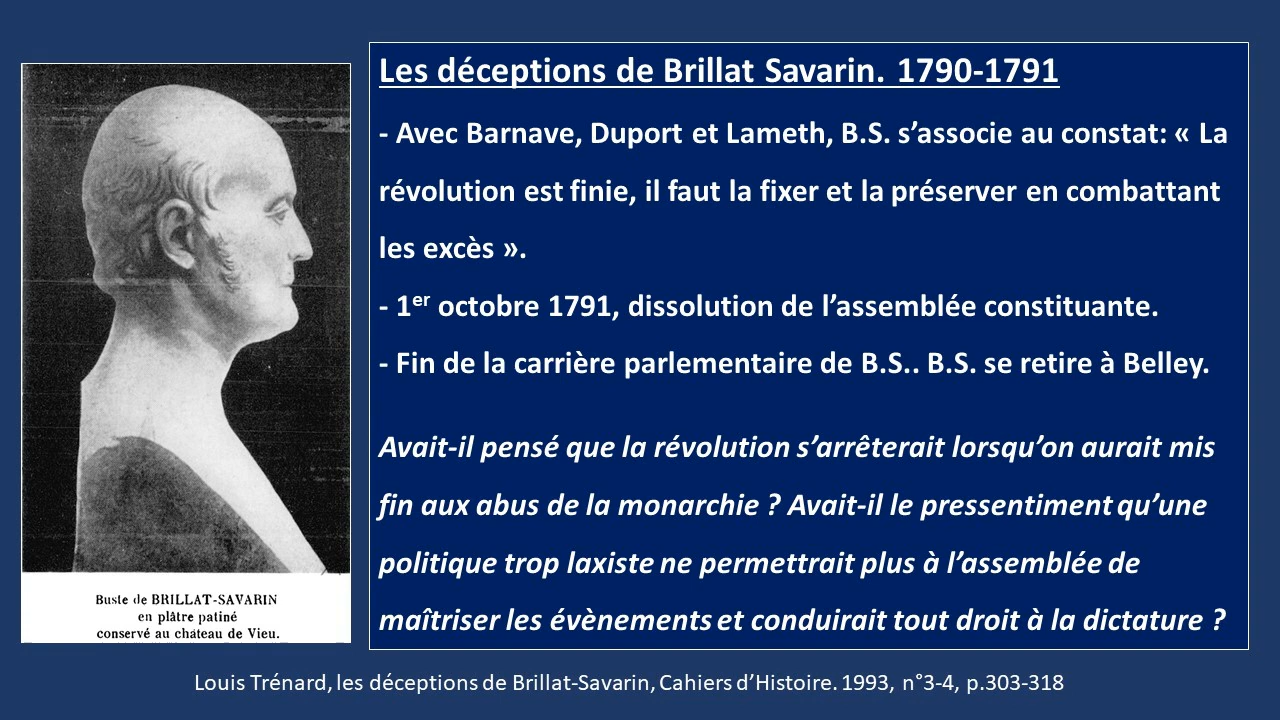 Les déceptions de Brillat Savarin. 1790-1791
- Avec Barnave, Duport et Lameth, B.S. s’associe au constat: « La
révolution est finie, il faut la fixer et la préserver en combattant
les excès ».
- 1er octobre 1791, dissolution de l’assemblée constituante.
- Fin de la carrière parlementaire de B.S.. B.S. se retire à Belley.
Avait-il pensé que la révolution s’arrêterait lorsqu’on aurait mis
fin aux abus de la monarchie ? Avait-il le pressentiment qu’une
politique trop laxiste ne permettrait plus à l’assemblée de
maîtriser les évènements et conduirait tout droit à la dictature ?
Buste de BRILLAT-SAVARIN
en plâtre patiné
conservé au château de Vieu.
Louis Trénard, les déceptions de Brillat-Savarin, Cahiers d’Histoire. 1993, n°3-4, p.303-318